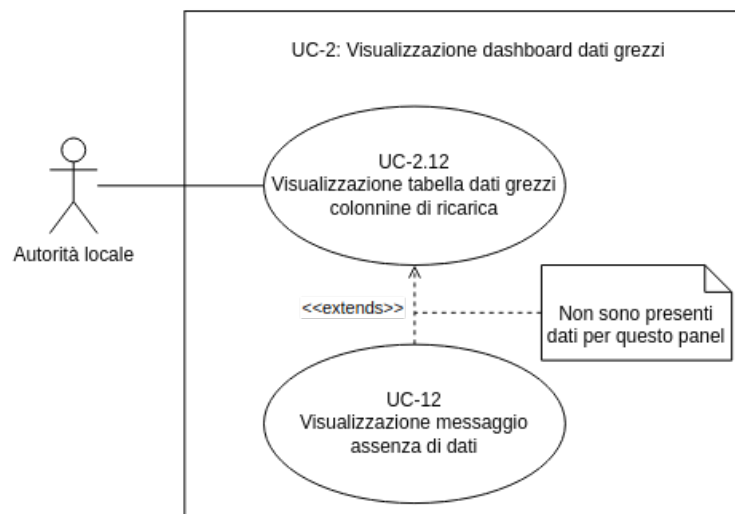 UC-2: Visualizzazione dashboard dati grezzi
UC-2.12
Visualizzazione tabella dati grezzi
colonnine di ricarica
Autorità locale
<<extends>>
Non sono presenti
dati per questo panel
UC-12
Visualizzazione messaggio
assenza di dati